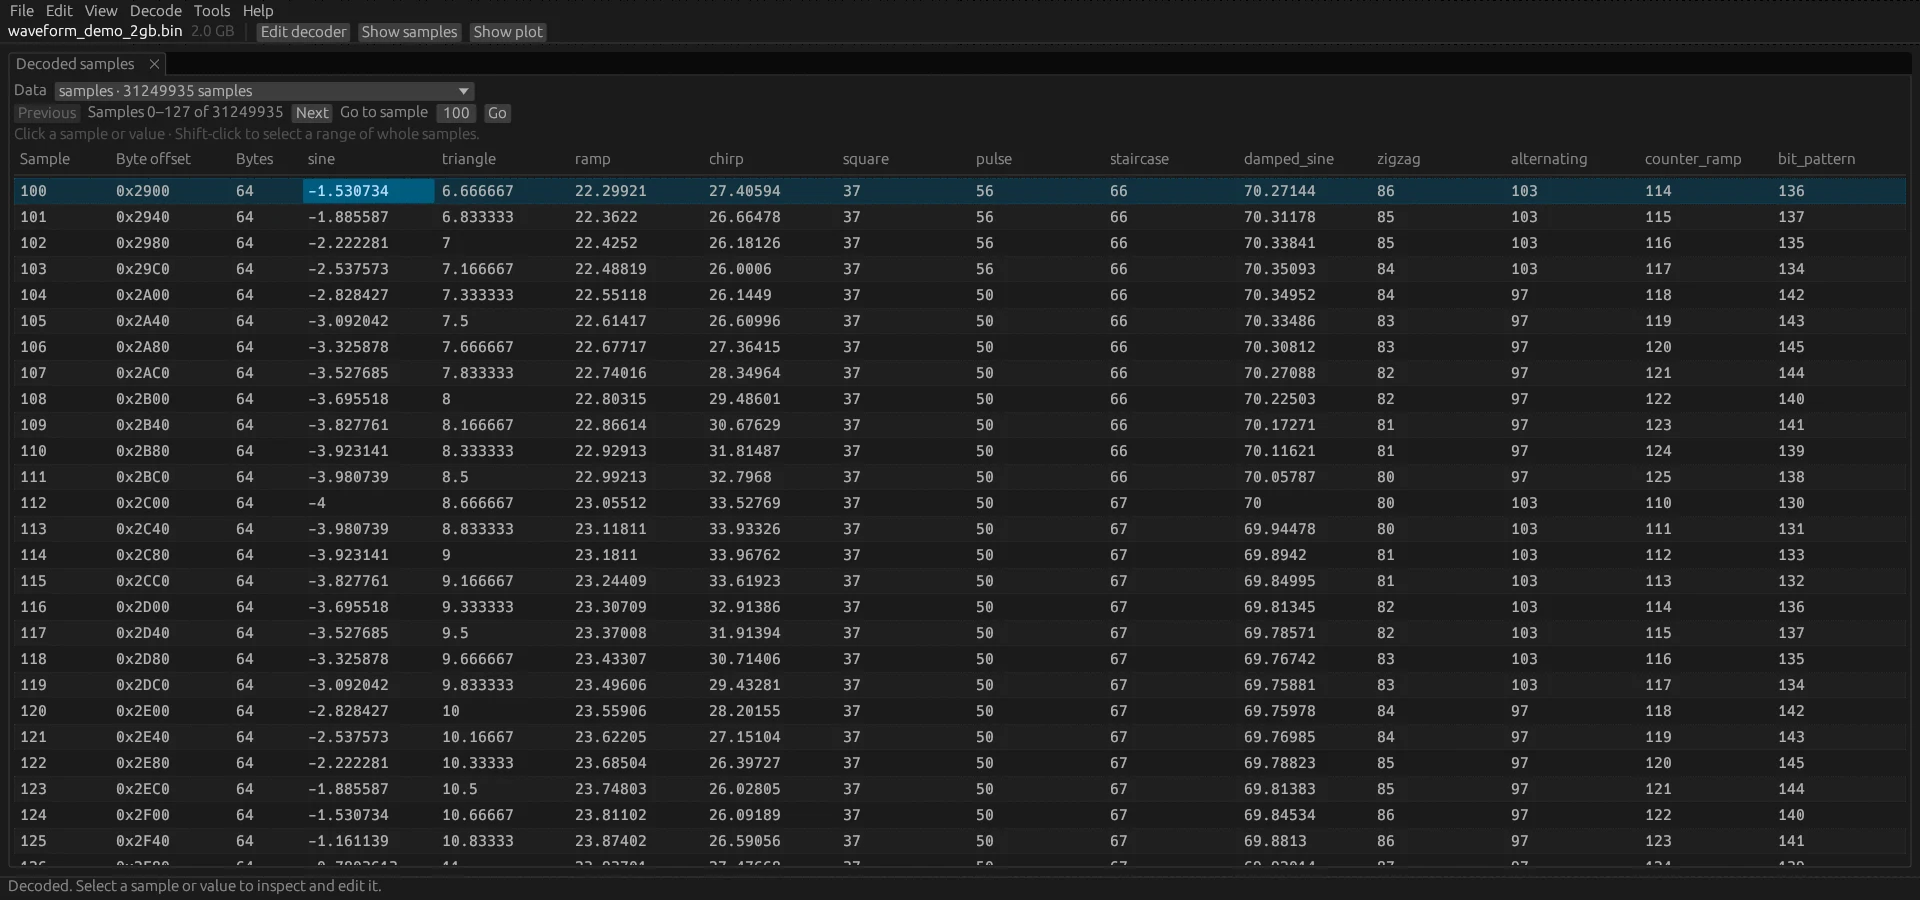 File Edit View Decode Tools Help
waveform_demo_2gb.bin 2.0 GB Edit decoder Show samples Show plot
Decoded samples ×
Data samples · 31249935 samples
Previous Samples 0–127 of 31249935 Next Go to sample 100 Go
Click a sample or value · Shift-click to select a range of whole samples.
Sample Byte offset Bytes sine triangle ramp chirp square pulse staircase damped_sine zigzag alternating counter_ramp bit_pattern
100 0x2900 64 -1.530734 6.666667 22.29921 27.40594 37 56 66 70.27144 86 103 114 136
101 0x2940 64 -1.885587 6.833333 22.3622 26.66478 37 56 66 70.31178 85 103 115 137
102 0x2980 64 -2.222281 7 22.4252 26.18126 37 56 66 70.33841 85 103 116 135
103 0x29C0 64 -2.537573 7.166667 22.48819 26.0006 37 56 66 70.35093 84 103 117 134
104 0x2A00 64 -2.828427 7.333333 22.55118 26.1449 37 50 66 70.34952 84 97 118 142
105 0x2A40 64 -3.092042 7.5 22.61417 26.60996 37 50 66 70.33486 83 97 119 143
106 0x2A80 64 -3.325878 7.666667 22.67717 27.36415 37 50 66 70.30812 83 97 120 145
107 0x2AC0 64 -3.527685 7.833333 22.74016 28.34964 37 50 66 70.27088 82 97 121 144
108 0x2B00 64 -3.695518 8 22.80315 29.48601 37 50 66 70.22503 82 97 122 140
109 0x2B40 64 -3.827761 8.166667 22.86614 30.67629 37 50 66 70.17271 81 97 123 141
110 0x2B80 64 -3.923141 8.333333 22.92913 31.81487 37 50 66 70.11621 81 97 124 139
111 0x2BC0 64 -3.980739 8.5 22.99213 32.7968 37 50 66 70.05787 80 97 125 138
112 0x2C00 64 -4 8.666667 23.05512 33.52769 37 50 67 70 80 103 110 130
113 0x2C40 64 -3.980739 8.833333 23.11811 33.93326 37 50 67 69.94478 80 103 111 131
114 0x2C80 64 -3.923141 9 23.1811 33.96762 37 50 67 69.8942 81 103 112 133
115 0x2CC0 64 -3.827761 9.166667 23.24409 33.61923 37 50 67 69.84995 81 103 113 132
116 0x2D00 64 -3.695518 9.333333 23.30709 32.91386 37 50 67 69.81345 82 103 114 136
117 0x2D40 64 -3.527685 9.5 23.37008 31.91394 37 50 67 69.78571 82 103 115 137
118 0x2D80 64 -3.325878 9.666667 23.43307 30.71406 37 50 67 69.76742 83 103 116 135
119 0x2DC0 64 -3.092042 9.833333 23.49606 29.43281 37 50 67 69.75881 83 103 117 134
120 0x2E00 64 -2.828427 10 23.55906 28.20155 37 50 67 69.75978 84 97 118 142
121 0x2E40 64 -2.537573 10.16667 23.62205 27.15104 37 50 67 69.76985 84 97 119 143
122 0x2E80 64 -2.222281 10.33333 23.68504 26.39727 37 50 67 69.78823 85 97 120 145
123 0x2EC0 64 -1.885587 10.5 23.74803 26.02805 37 50 67 69.81383 85 97 121 144
124 0x2F00 64 -1.530734 10.66667 23.81102 26.09189 37 50 67 69.84534 86 97 122 140
125 0x2F40 64 -1.161139 10.83333 23.87402 26.59056 37 50 67 69.8813 86 97 123 141
Decoded. Select a sample or value to inspect and edit it.